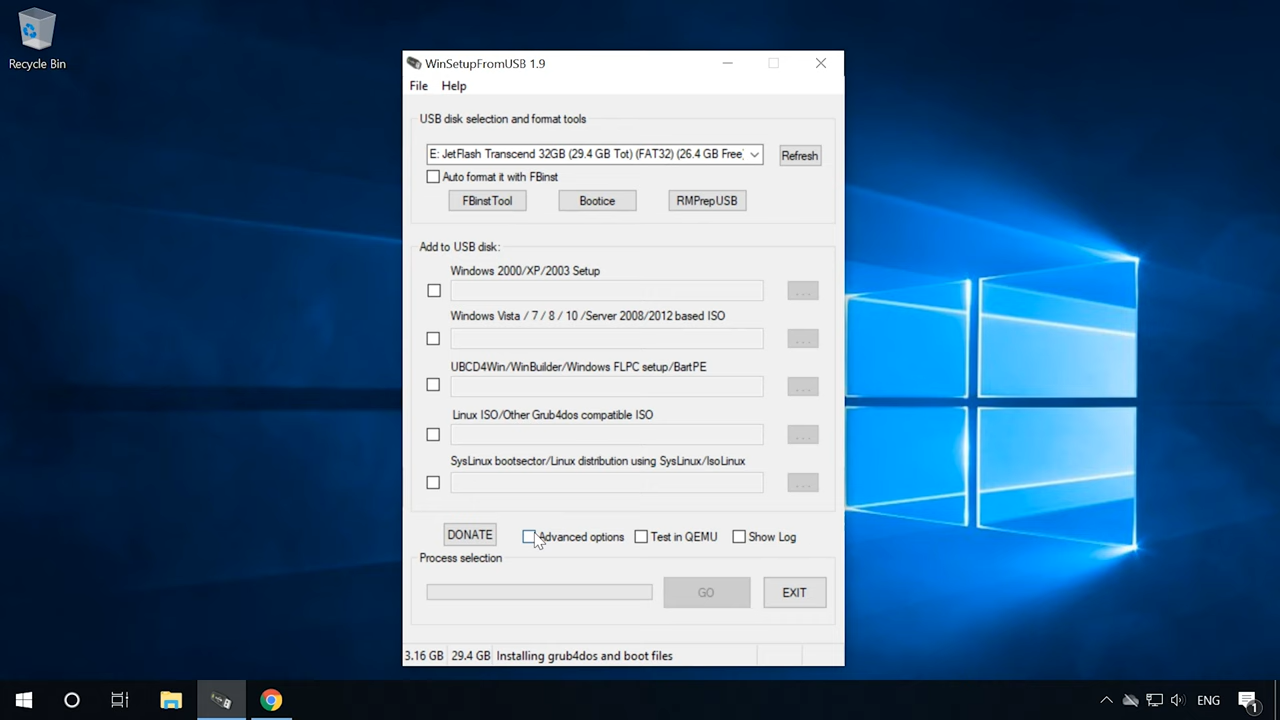 Recycle Bin
WinSetupFromUSB 1.9
File Help
USB disk selection and format tools
E: JetFlash Transcend 32GB (29.4 GB Tot) (FAT32) (26.4 GB Free)
Refresh
Auto format it with FBinst
FBinstTool Bootice RMPrepUSB
Add to USB disk:
Windows 2000/XP/2003 Setup
...
Windows Vista / 7 / 8 / 10 /Server 2008/2012 based ISO
...
UBCD4Win/WinBuilder/Windows FLPC setup/BartPE
...
Linux ISO/Other Grub4dos compatible ISO
...
SysLinux bootsector/Linux distribution using SysLinux/IsoLinux
...
DONATE Advanced options Test in QEMU Show Log
Process selection
GO EXIT
3.16 GB 29.4 GB Installing grub4dos and boot files
ENG
1